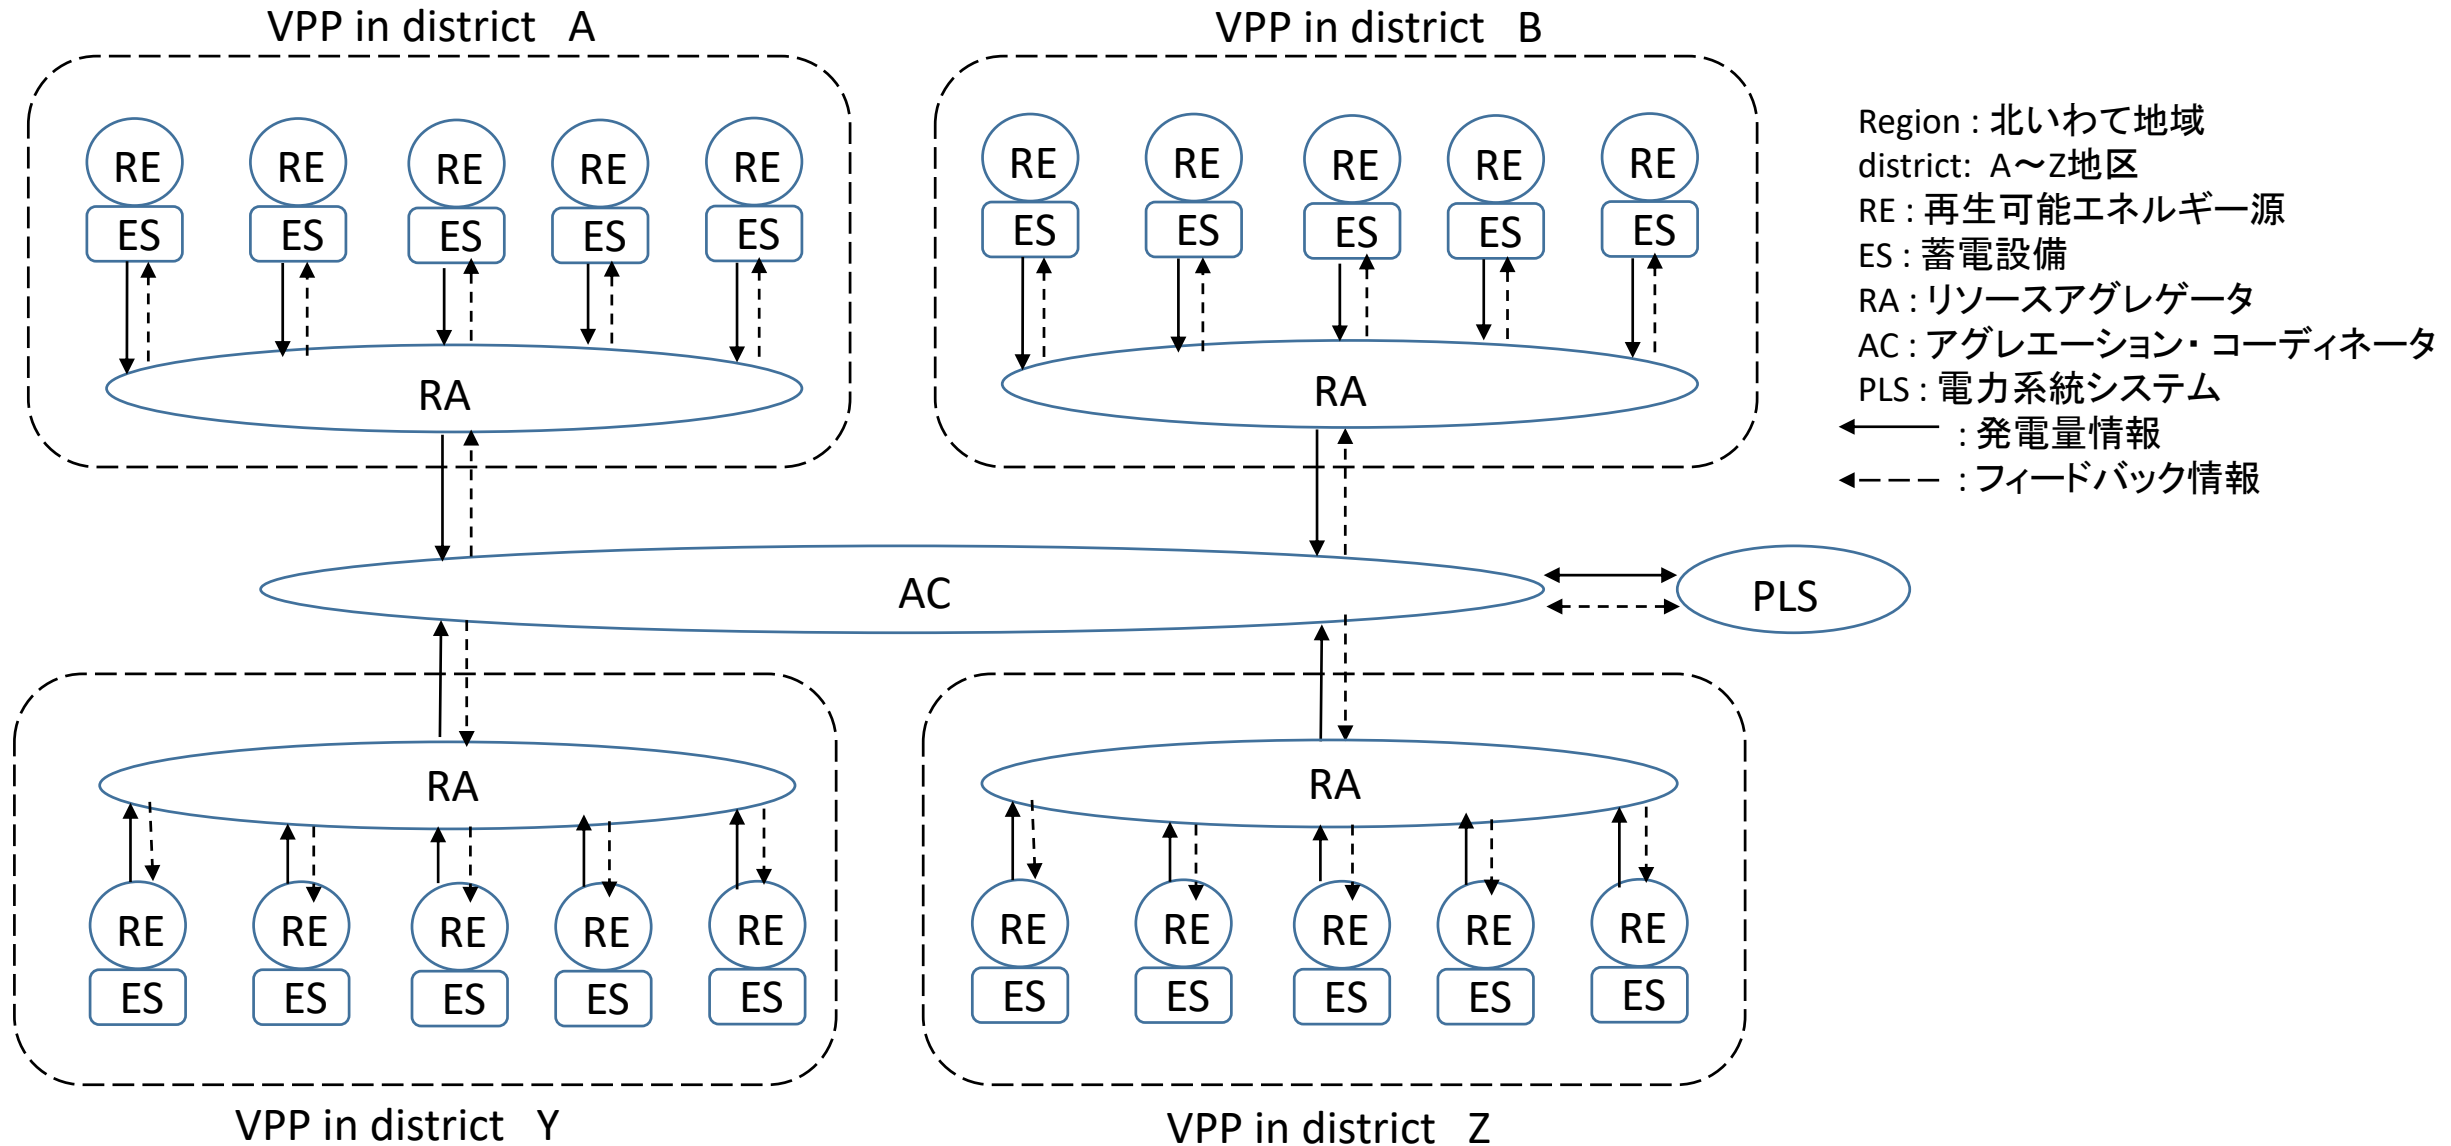 VPP in district A
VPP in district B
RE RE RE RE RE
ES ES ES ES ES
RA
RE RE RE RE RE
ES ES ES ES ES
RA
Region : 北いわて地域
district: A～Z地区
RE : 再生可能エネルギー源
ES : 蓄電設備
RA : リソースアグレゲータ
AC : アグレエーション・コーディネータ
PLS : 電力系統システム
: 発電量情報
: フィードバック情報
AC
PLS
RA
RE RE RE RE RE
ES ES ES ES ES
VPP in district Y
RA
RE RE RE RE RE
ES ES ES ES ES
VPP in district Z